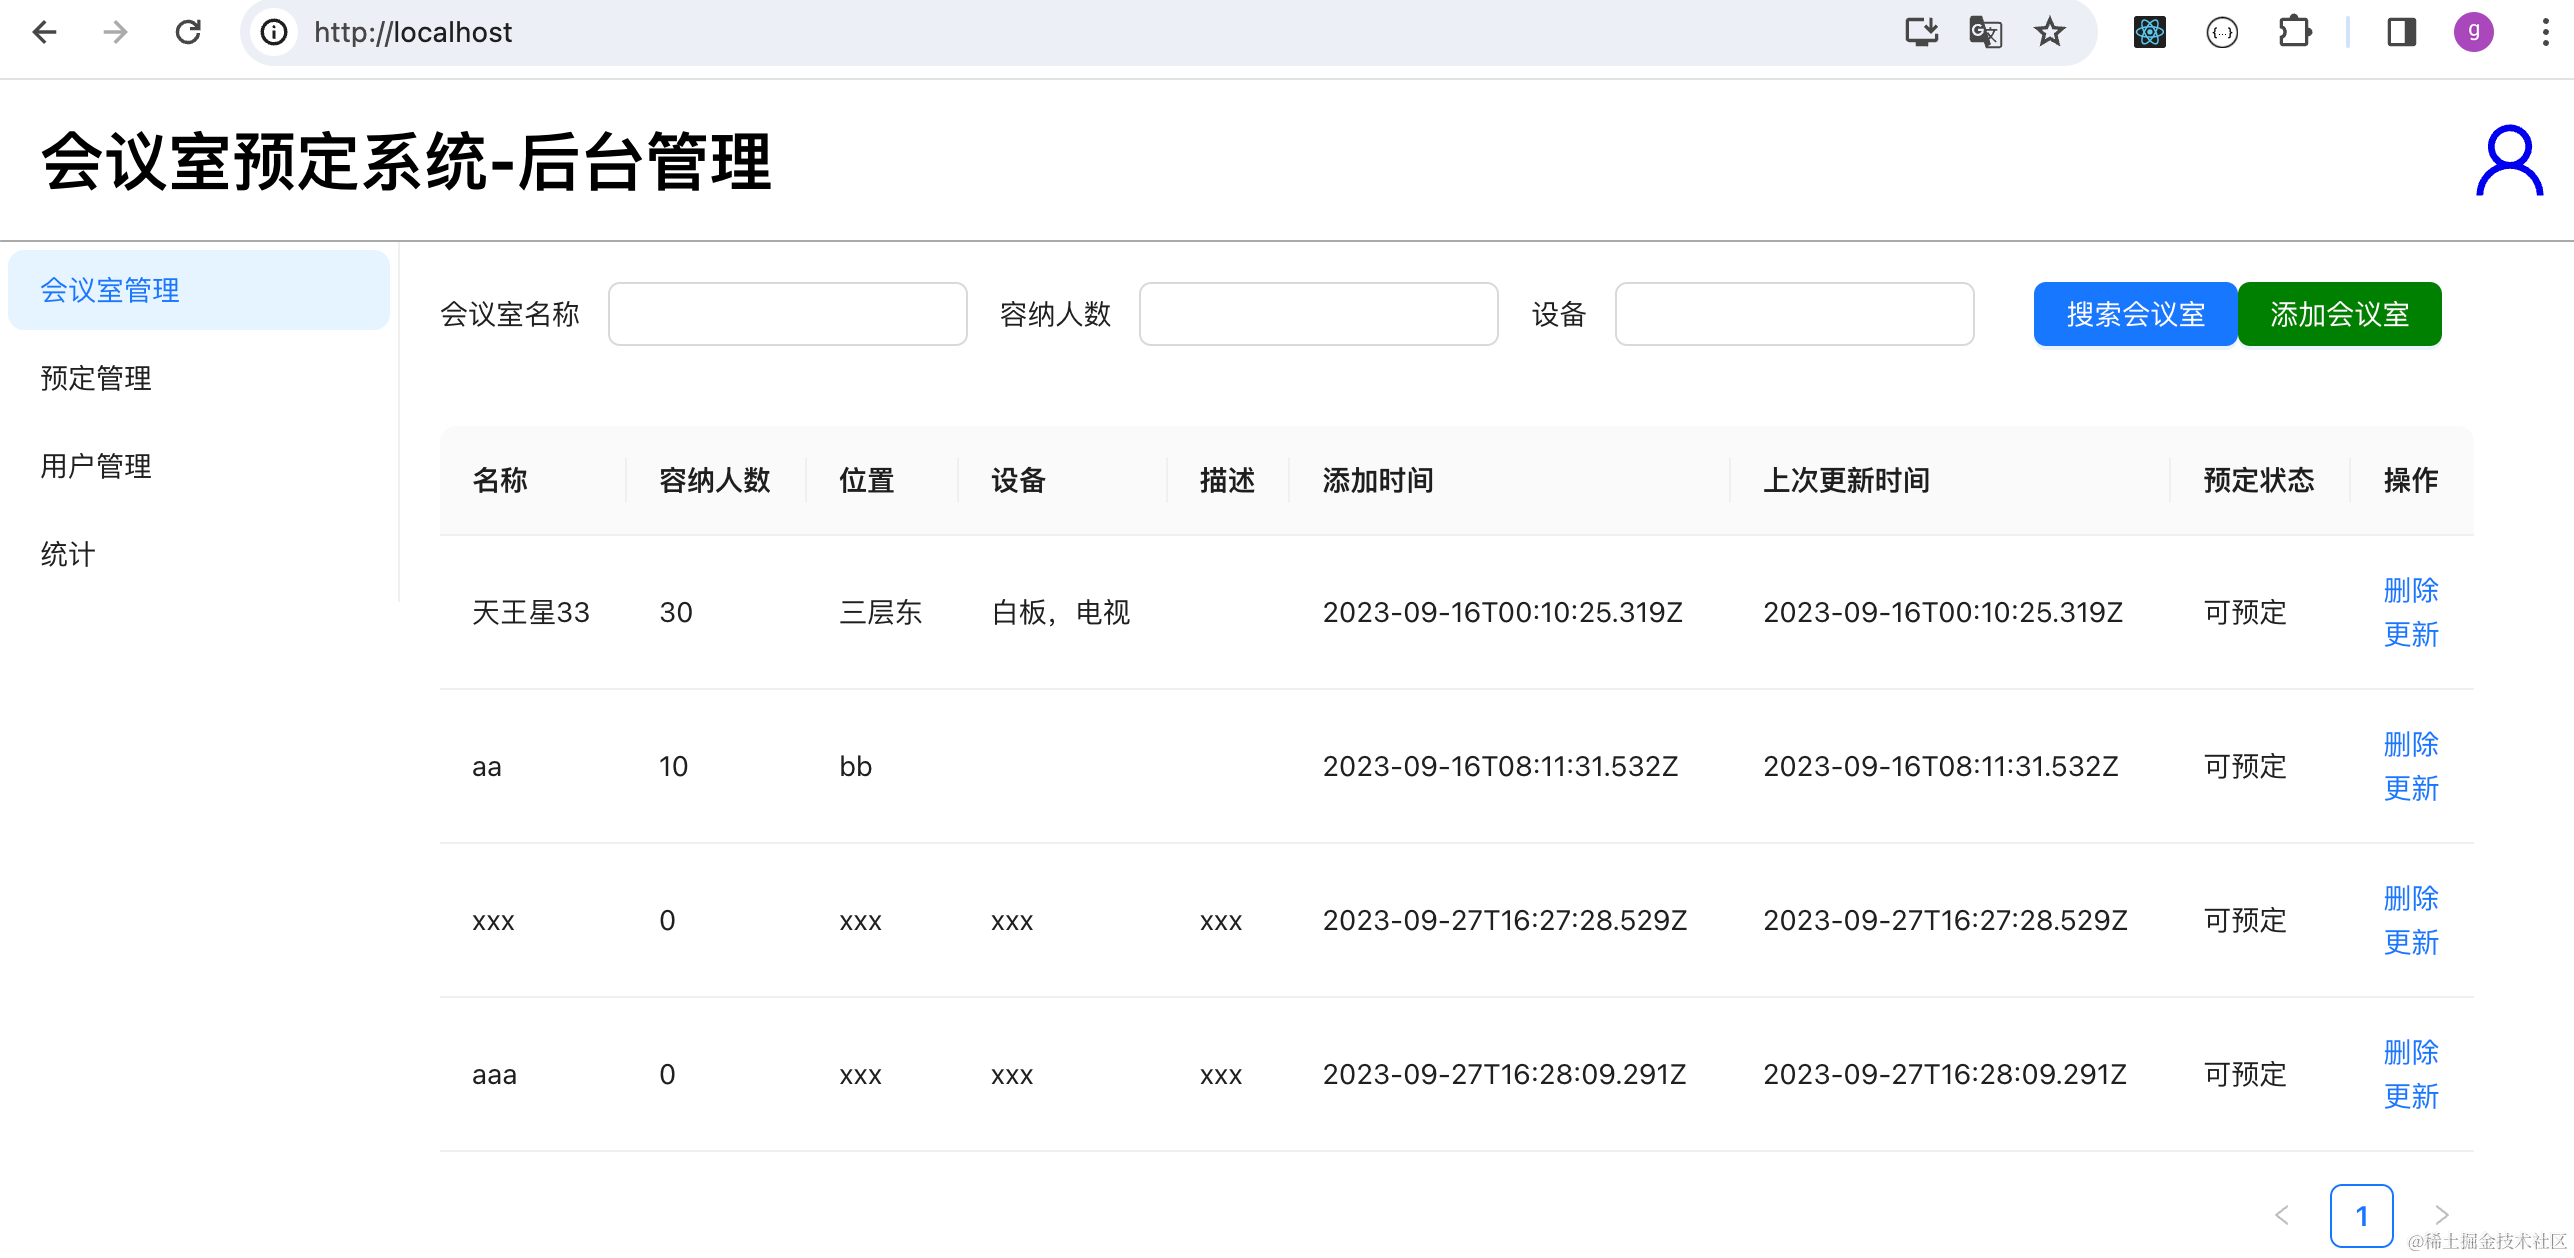 http://localhost
g
会议室预定系统-后台管理
会议室管理
预定管理
用户管理
统计
会议室名称 容纳人数 设备 搜索会议室 添加会议室
名称 容纳人数 位置 设备 描述 添加时间 上次更新时间 预定状态 操作
天王星33 30 三层东 白板，电视 2023-09-16T00:10:25.319Z 2023-09-16T00:10:25.319Z 可预定 删除
更新
aa 10 bb 2023-09-16T08:11:31.532Z 2023-09-16T08:11:31.532Z 可预定 删除
更新
xxx 0 xxx xxx xxx 2023-09-27T16:27:28.529Z 2023-09-27T16:27:28.529Z 可预定 删除
更新
aaa 0 xxx xxx xxx 2023-09-27T16:28:09.291Z 2023-09-27T16:28:09.291Z 可预定 删除
更新
1
@稀土掘金技术社区